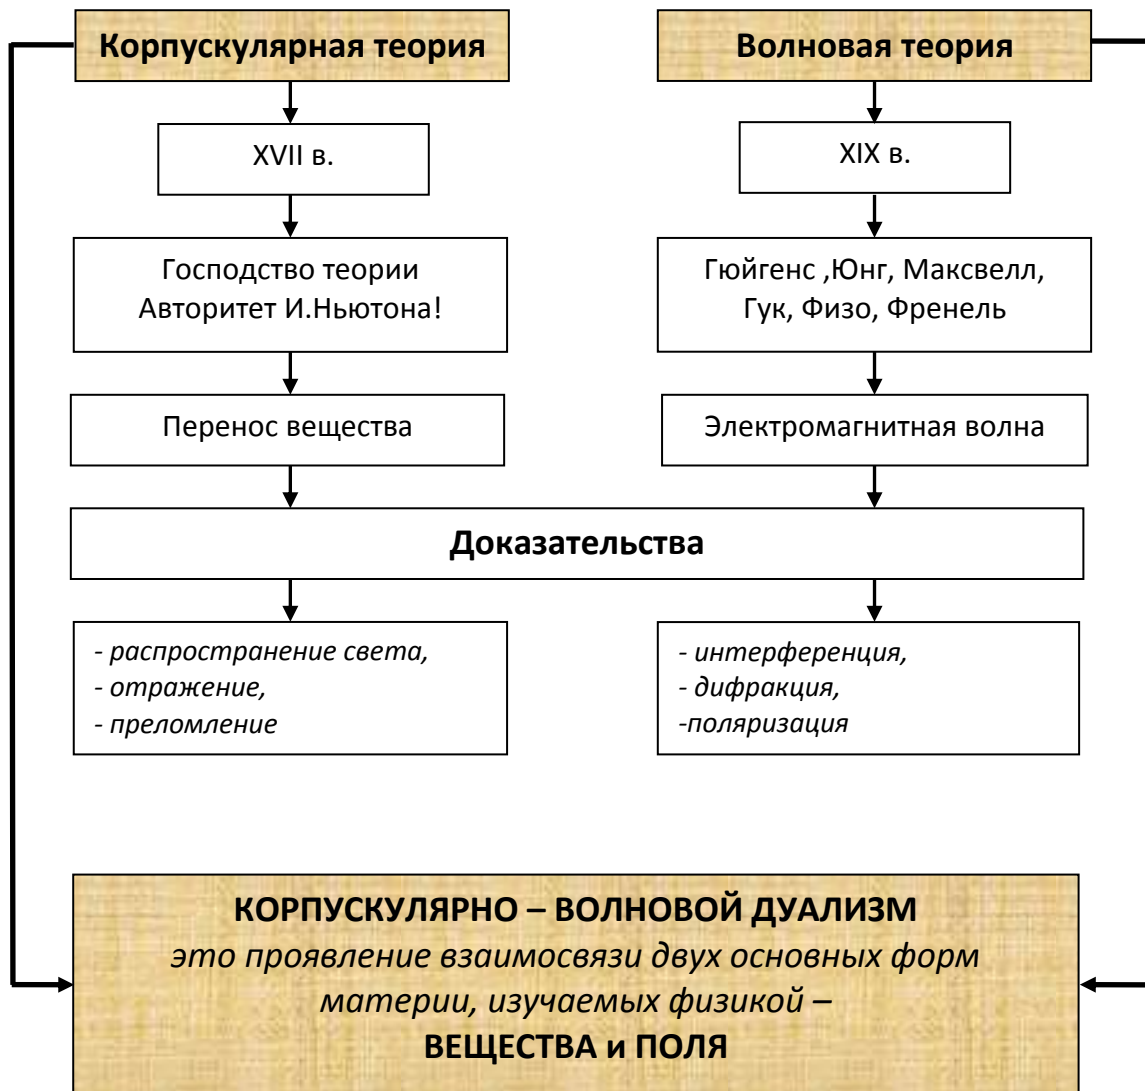 Корпускулярная теория
Волновая теория
XVII в.
XIX в.
Господство теории
Авторитет И.Ньютона!
Гюйгенс ,Юнг, Максвелл,
Гук, Физо, Френель
Перенос вещества
Электромагнитная волна
Доказательства
- распространение света,
- отражение,
- преломление
- интерференция,
- дифракция,
-поляризация
КОРПУСКУЛЯРНО – ВОЛНОВОЙ ДУАЛИЗМ
это проявление взаимосвязи двух основных форм
материи, изучаемых физикой –
ВЕЩЕСТВА и ПОЛЯ